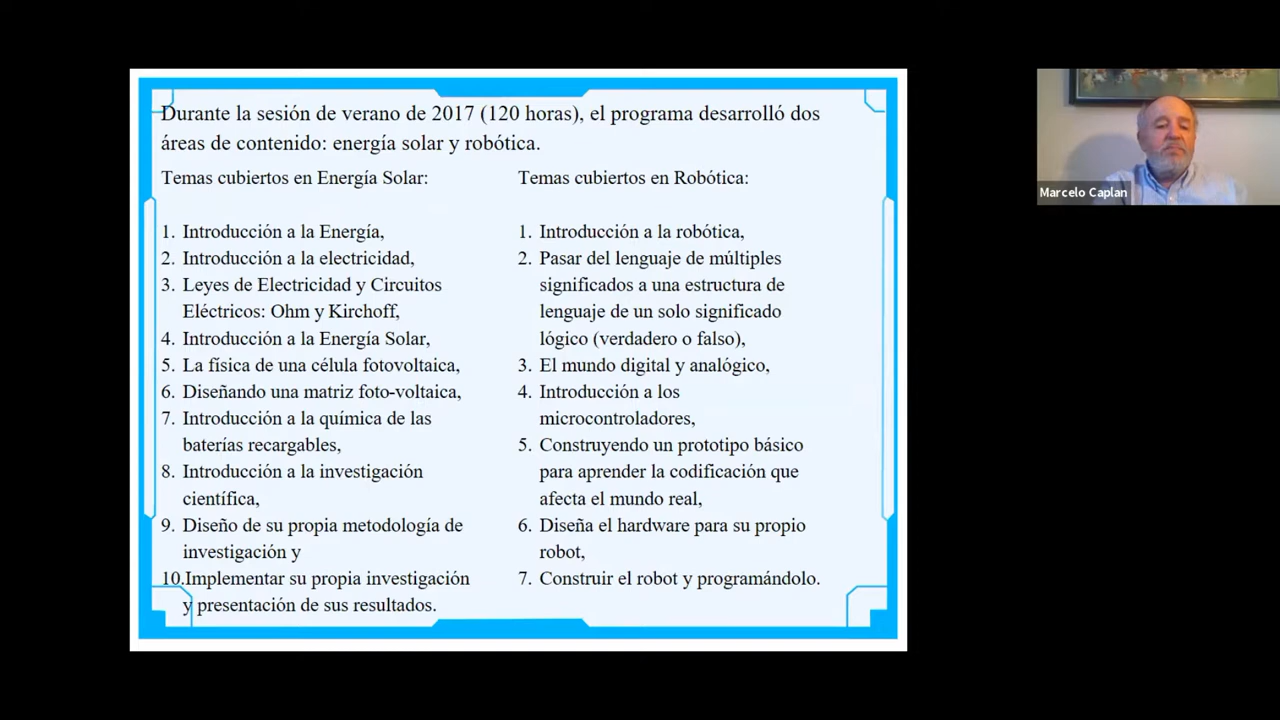 Durante la sesión de verano de 2017 (120 horas), el programa desarrolló dos
áreas de contenido: energía solar y robótica.
Temas cubiertos en Energía Solar:
1. Introducción a la Energía,
2. Introducción a la electricidad,
3. Leyes de Electricidad y Circuitos
Eléctricos: Ohm y Kirchoff,
4. Introducción a la Energía Solar,
5. La física de una célula fotovoltaica,
6. Diseñando una matriz foto-voltaica,
7. Introducción a la química de las
baterías recargables,
8. Introducción a la investigación
científica,
9. Diseño de su propia metodología de
investigación y
10.Implementar su propia investigación
y presentación de sus resultados.
Temas cubiertos en Robótica:
1. Introducción a la robótica,
2. Pasar del lenguaje de múltiples
significados a una estructura de
lenguaje de un solo significado
lógico (verdadero o falso),
3. El mundo digital y analógico,
4. Introducción a los
microcontroladores,
5. Construyendo un prototipo básico
para aprender la codificación que
afecta el mundo real,
6. Diseña el hardware para su propio
robot,
7. Construir el robot y programándolo.
Marcelo Caplan